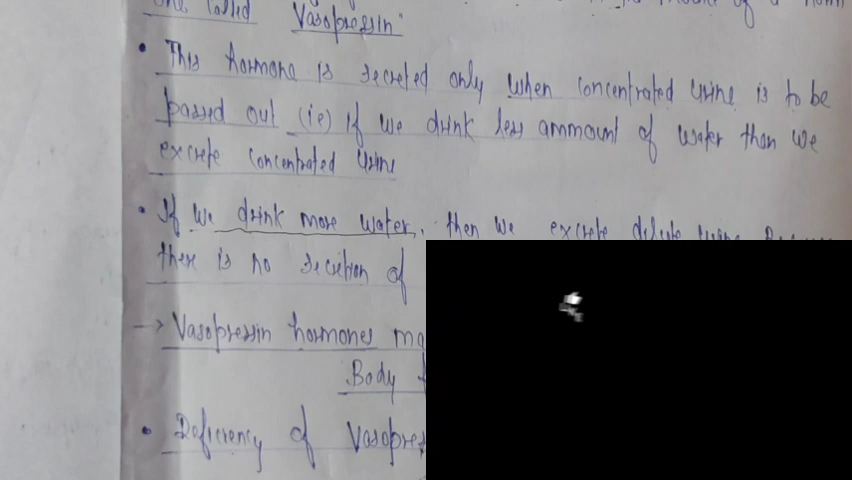 one called Vasopressin"
• This hormone is secreted only when concentrated urine is to be
passed out (ie) if we drink less ammount of water than we
excrete concentrated urine
• If we drink more water, then we excrete dilute urine
there is no secretion of
→ Vasopressin hormones
Body
• Deficiency of Vasopres